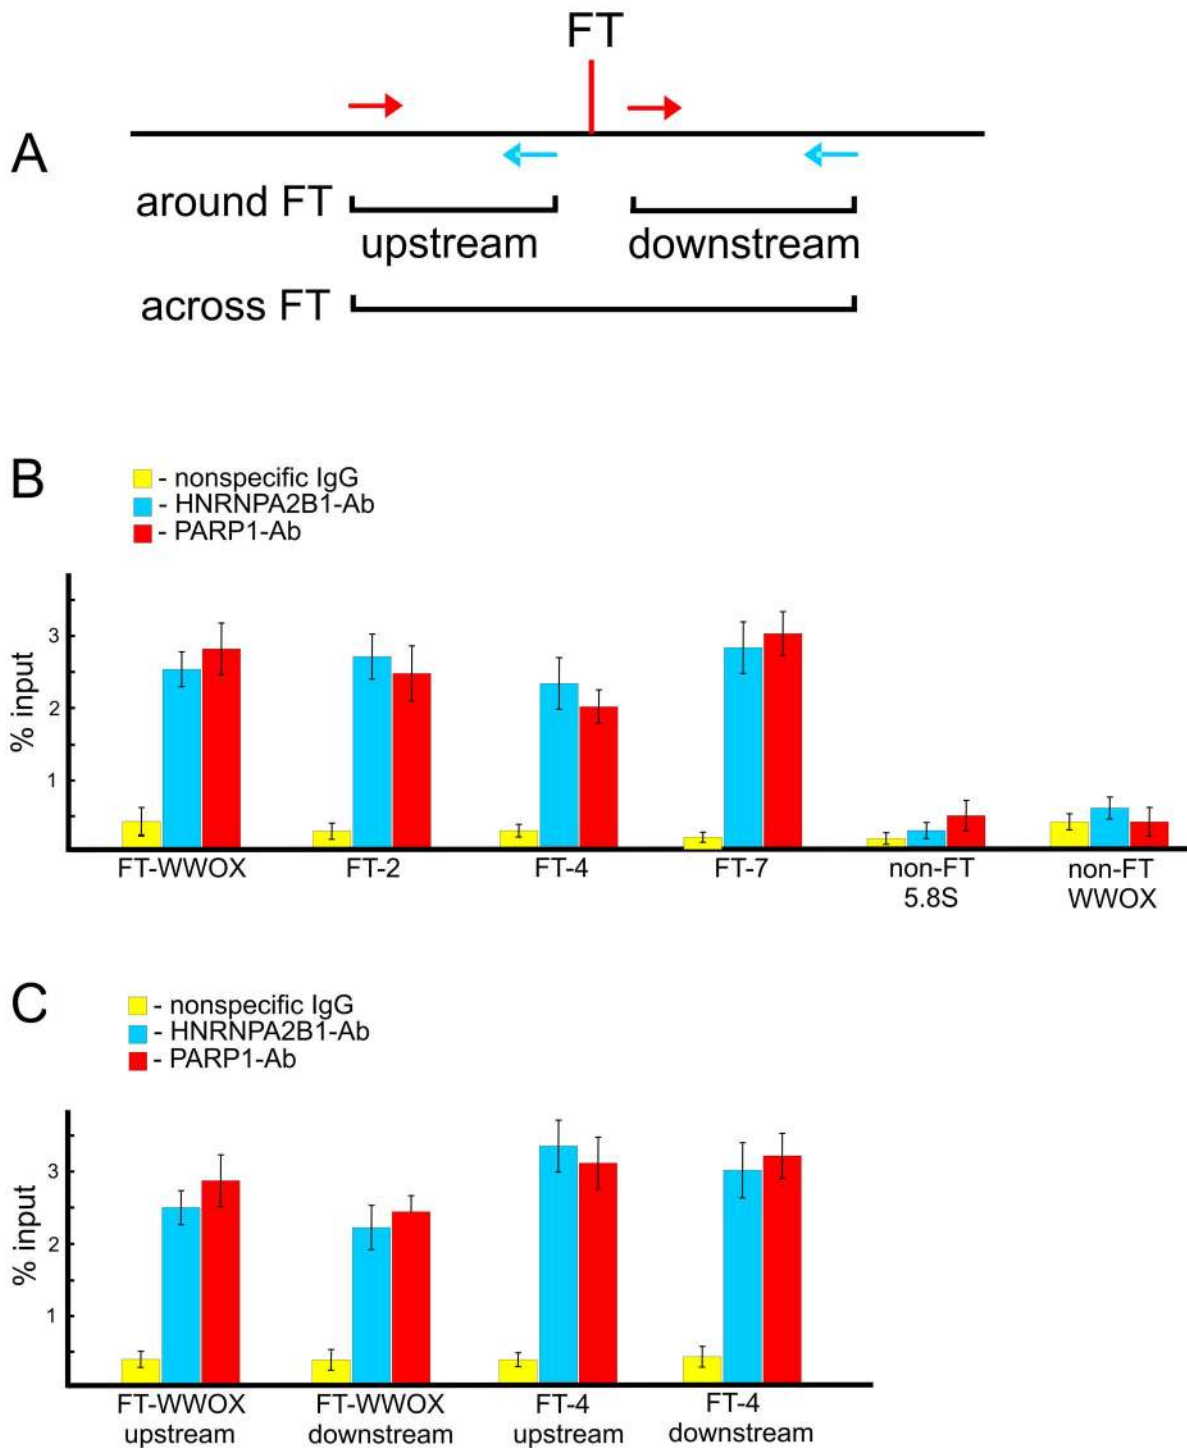 FT
A
around FT
upstream downstream
across FT
B
- nonspecific IgG
- HNRNPA2B1-Ab
- PARP1-Ab
% input
3
2
1
FT-WWOX FT-2 FT-4 FT-7 non-FT non-FT
5.8S WWOX
C
- nonspecific IgG
- HNRNPA2B1-Ab
- PARP1-Ab
% input
3
2
1
FT-WWOX FT-WWOX FT-4 FT-4
upstream downstream upstream downstream